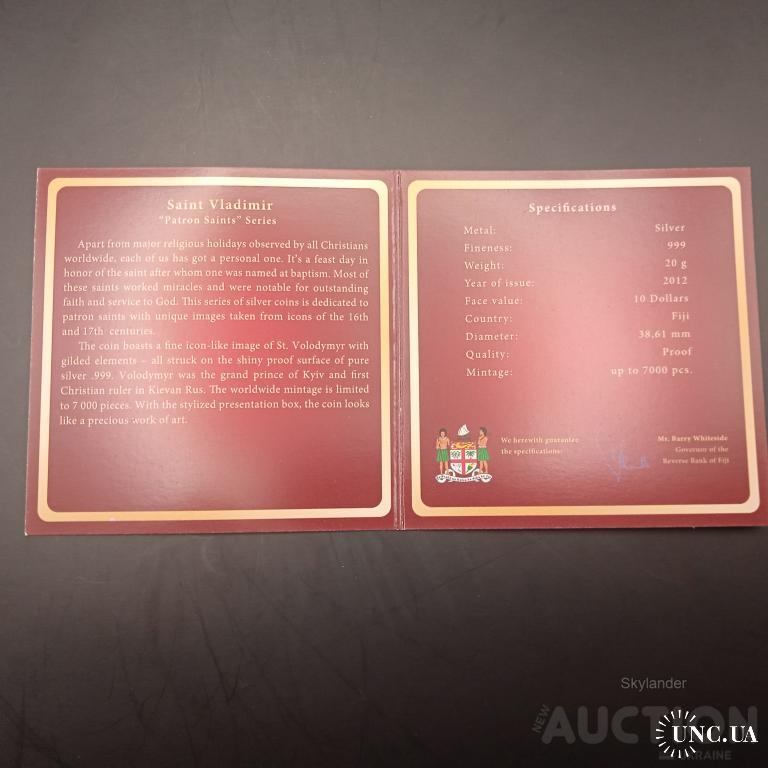 Saint Vladimir
“Patron Saints” Series
Apart from major religious holidays observed by all Christians
worldwide, each of us has got a personal one. It's a feast day in
honor of the saint after whom one was named at baptism. Most of
these saints worked miracles and were notable for outstanding
faith and service to God. This series of silver coins is dedicated to
patron saints with unique images taken from icons of the 16th
and 17th centuries.
The coin boasts a fine icon-like image of St. Volodymyr with
gilded elements – all struck on the shiny proof surface of pure
silver .999. Volodymyr was the grand prince of Kyiv and first
Christian ruler in Kievan Rus. The worldwide mintage is limited
to 7 000 pieces. With the stylized presentation box, the coin looks
like a precious work of art.
Specifications
Metal: Silver
Fineness: 999
Weight: 20 g
Year of issue: 2012
Face value: 10 Dollars
Country: Fiji
Diameter: 38,61 mm
Quality: Proof
Mintage: up to 7000 pcs.
We herewith guarantee
the specifications:
Mr. Barry Whiteside
Governor of the
Reverse Bank of Fiji
Skylander
NEW
AUCTION
UKRAINE
UNC.UA